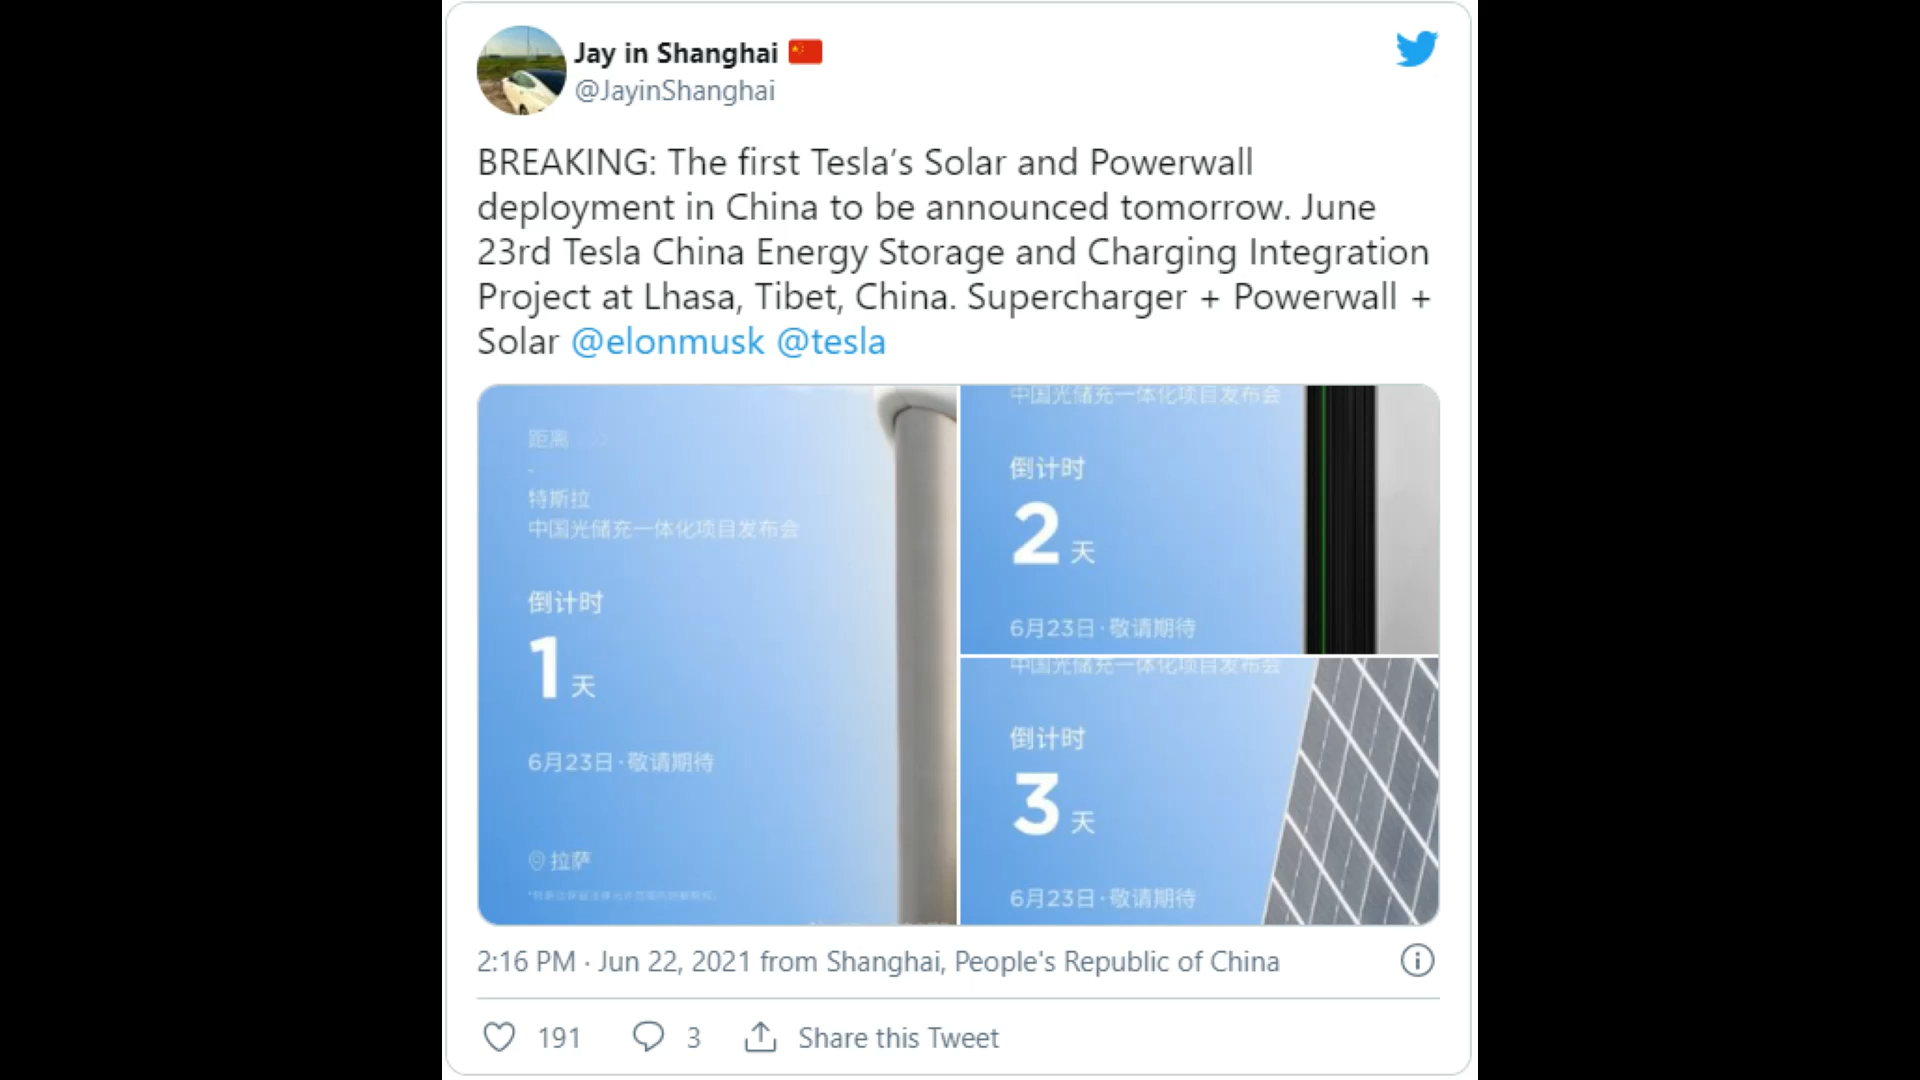 Jay in Shanghai
@JayinShanghai
BREAKING: The first Tesla’s Solar and Powerwall
deployment in China to be announced tomorrow. June
23rd Tesla China Energy Storage and Charging Integration
Project at Lhasa, Tibet, China. Supercharger + Powerwall +
Solar @elonmusk @tesla
距离
-
特斯拉
中国光储充一体化项目发布会
倒计时
1天
6月23日·敬请期待
拉萨
中国光储充一体化项目发布会
倒计时
2天
6月23日·敬请期待
中国光储充一体化项目发布会
倒计时
3天
6月23日·敬请期待
2:16 PM · Jun 22, 2021 from Shanghai, People's Republic of China
191
3
Share this Tweet